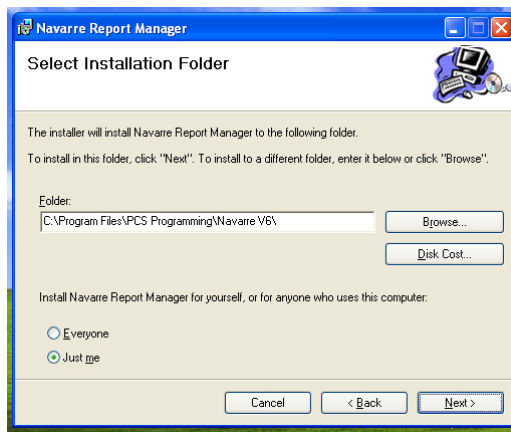 Navarre Report Manager
Select Installation Folder
The installer will install Navarre Report Manager to the following folder.
To install in this folder, click "Next". To install to a different folder, enter it below or click "Browse".
Folder:
C:\Program Files\PCS Programming\Navarre V6\
Browse...
Disk Cost...
Install Navarre Report Manager for yourself, or for anyone who uses this computer:
Everyone
Just me
Cancel
< Back
Next >